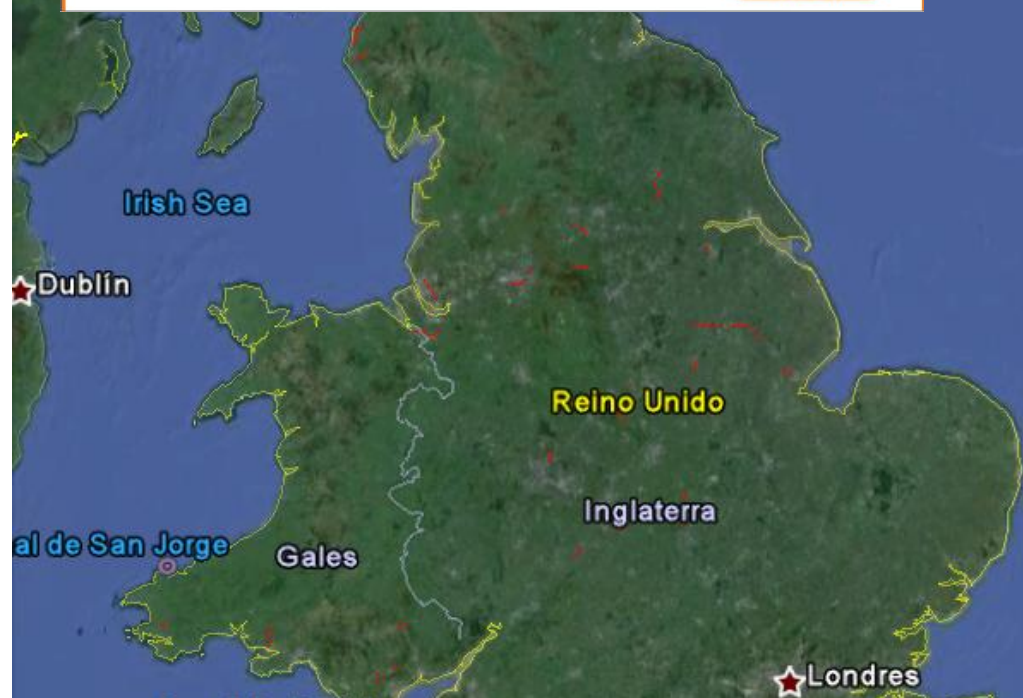 Irish Sea
Dublín
Reino Unido
Inglaterra
al de San Jorge
Gales
Londres